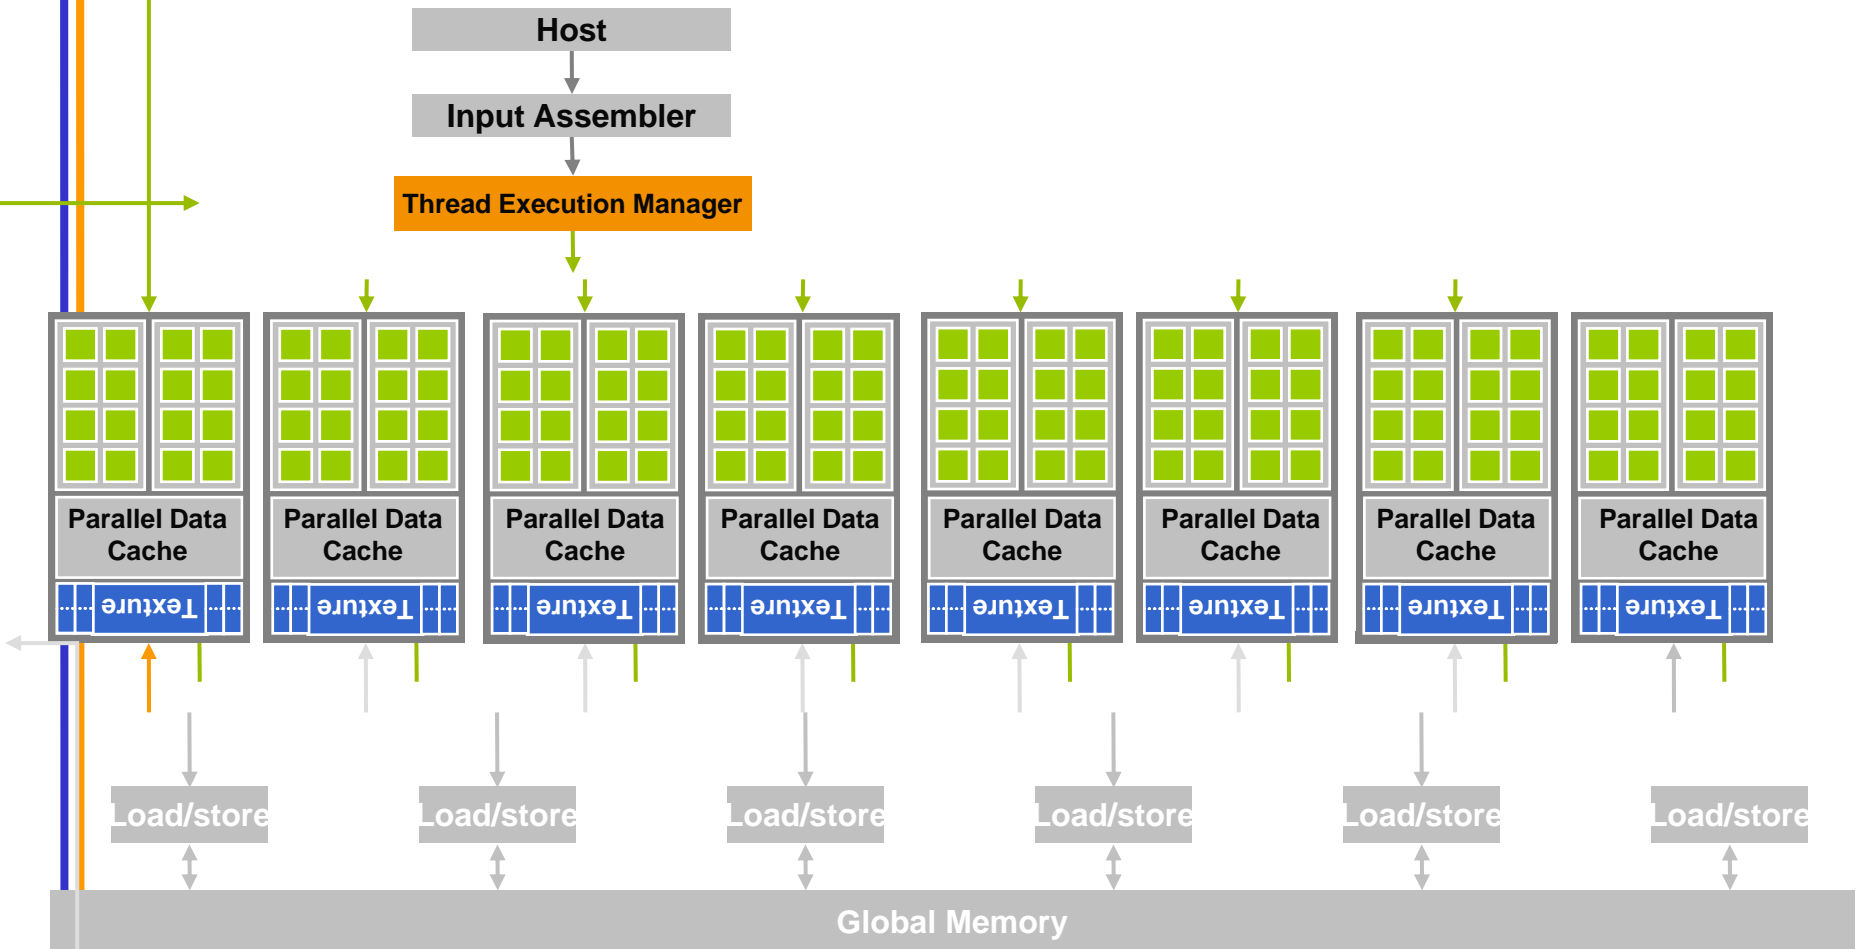 Host
Input Assembler
Thread Execution Manager
Parallel Data
Cache
Parallel Data
Cache
Parallel Data
Cache
Parallel Data
Cache
Parallel Data
Cache
Parallel Data
Cache
Parallel Data
Cache
Parallel Data
Cache
Texture
Texture
Texture
Texture
Texture
Texture
Texture
Texture
Load/store
Load/store
Load/store
Load/store
Load/store
Load/store
Global Memory